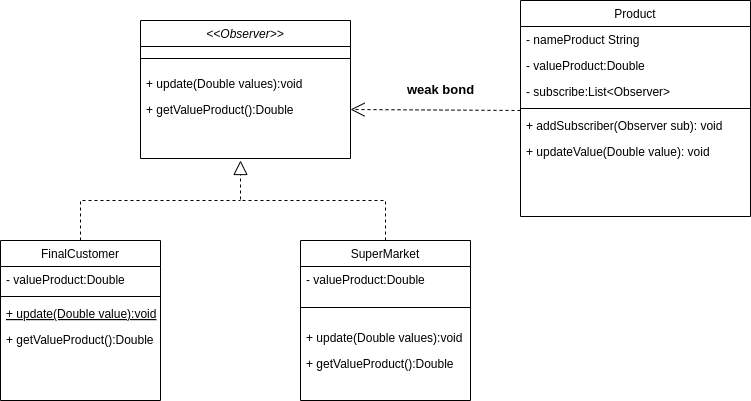 <<Observer>>
+ update(Double values):void
+ getValueProduct():Double
weak bond
Product
- nameProduct String
- valueProduct:Double
- subscribe:List<Observer>
+ addSubscriber(Observer sub): void
+ updateValue(Double value): void
FinalCustomer
- valueProduct:Double
+ update(Double value):void
+ getValueProduct():Double
SuperMarket
- valueProduct:Double
+ update(Double values):void
+ getValueProduct():Double